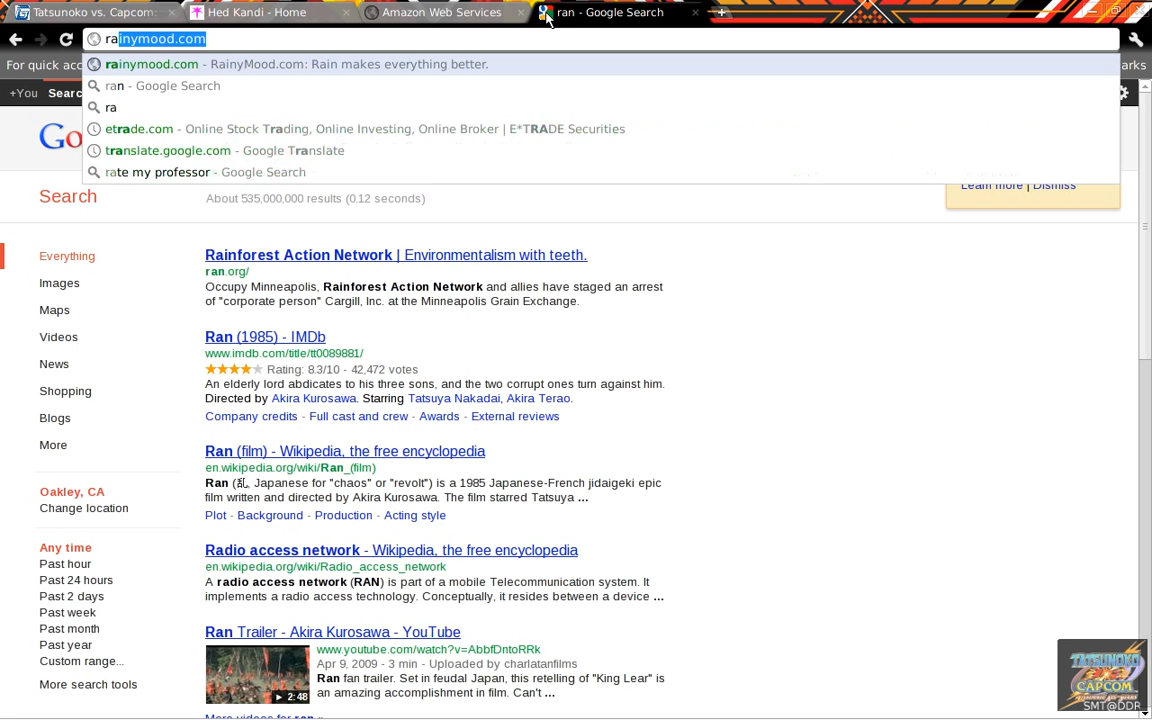 Tatsunoko vs. Capcom:
Hed Kandi - Home
Amazon Web Services
ran - Google Search
rainymood.com
For quick acc
arks
rainymood.com - RainyMood.com: Rain makes everything better.
ran - Google Search
ra
etrade.com - Online Stock Trading, Online Investing, Online Broker | E*TRADE Securities
translate.google.com - Google Translate
rate my professor - Google Search
+You Searc
Go
Learn more | Dismiss
Search
About 535,000,000 results (0.12 seconds)
Everything
Images
Maps
Videos
News
Shopping
Blogs
More
Oakley, CA
Change location
Any time
Past hour
Past 24 hours
Past 2 days
Past week
Past month
Past year
Custom range...
More search tools
Rainforest Action Network | Environmentalism with teeth.
ran.org/
Occupy Minneapolis, Rainforest Action Network and allies have staged an arrest
of "corporate person" Cargill, Inc. at the Minneapolis Grain Exchange.
Ran (1985) - IMDb
www.imdb.com/title/tt0089881/
Rating: 8.3/10 - 42,472 votes
An elderly lord abdicates to his three sons, and the two corrupt ones turn against him.
Directed by Akira Kurosawa. Starring Tatsuya Nakadai, Akira Terao.
Company credits - Full cast and crew - Awards - External reviews
Ran (film) - Wikipedia, the free encyclopedia
en.wikipedia.org/wiki/Ran_(film)
Ran (乱, Japanese for "chaos" or "revolt") is a 1985 Japanese-French jidaigeki epic
film written and directed by Akira Kurosawa. The film starred Tatsuya ...
Plot - Background - Production - Acting style
Radio access network - Wikipedia, the free encyclopedia
en.wikipedia.org/wiki/Radio_access_network
A radio access network (RAN) is part of a mobile Telecommunication system. It
implements a radio access technology. Conceptually, it resides between a device ...
Ran Trailer - Akira Kurosawa - YouTube
www.youtube.com/watch?v=AbbfDntoRRk
Apr 9, 2009 - 3 min - Uploaded by charlatanfilms
Ran fan trailer. Set in feudal Japan, this retelling of "King Lear" is
an amazing accomplishment in film. Can't ...
2:48
More videos for ran »
TATSUNOKO
CAPCOM
SMT@DDR